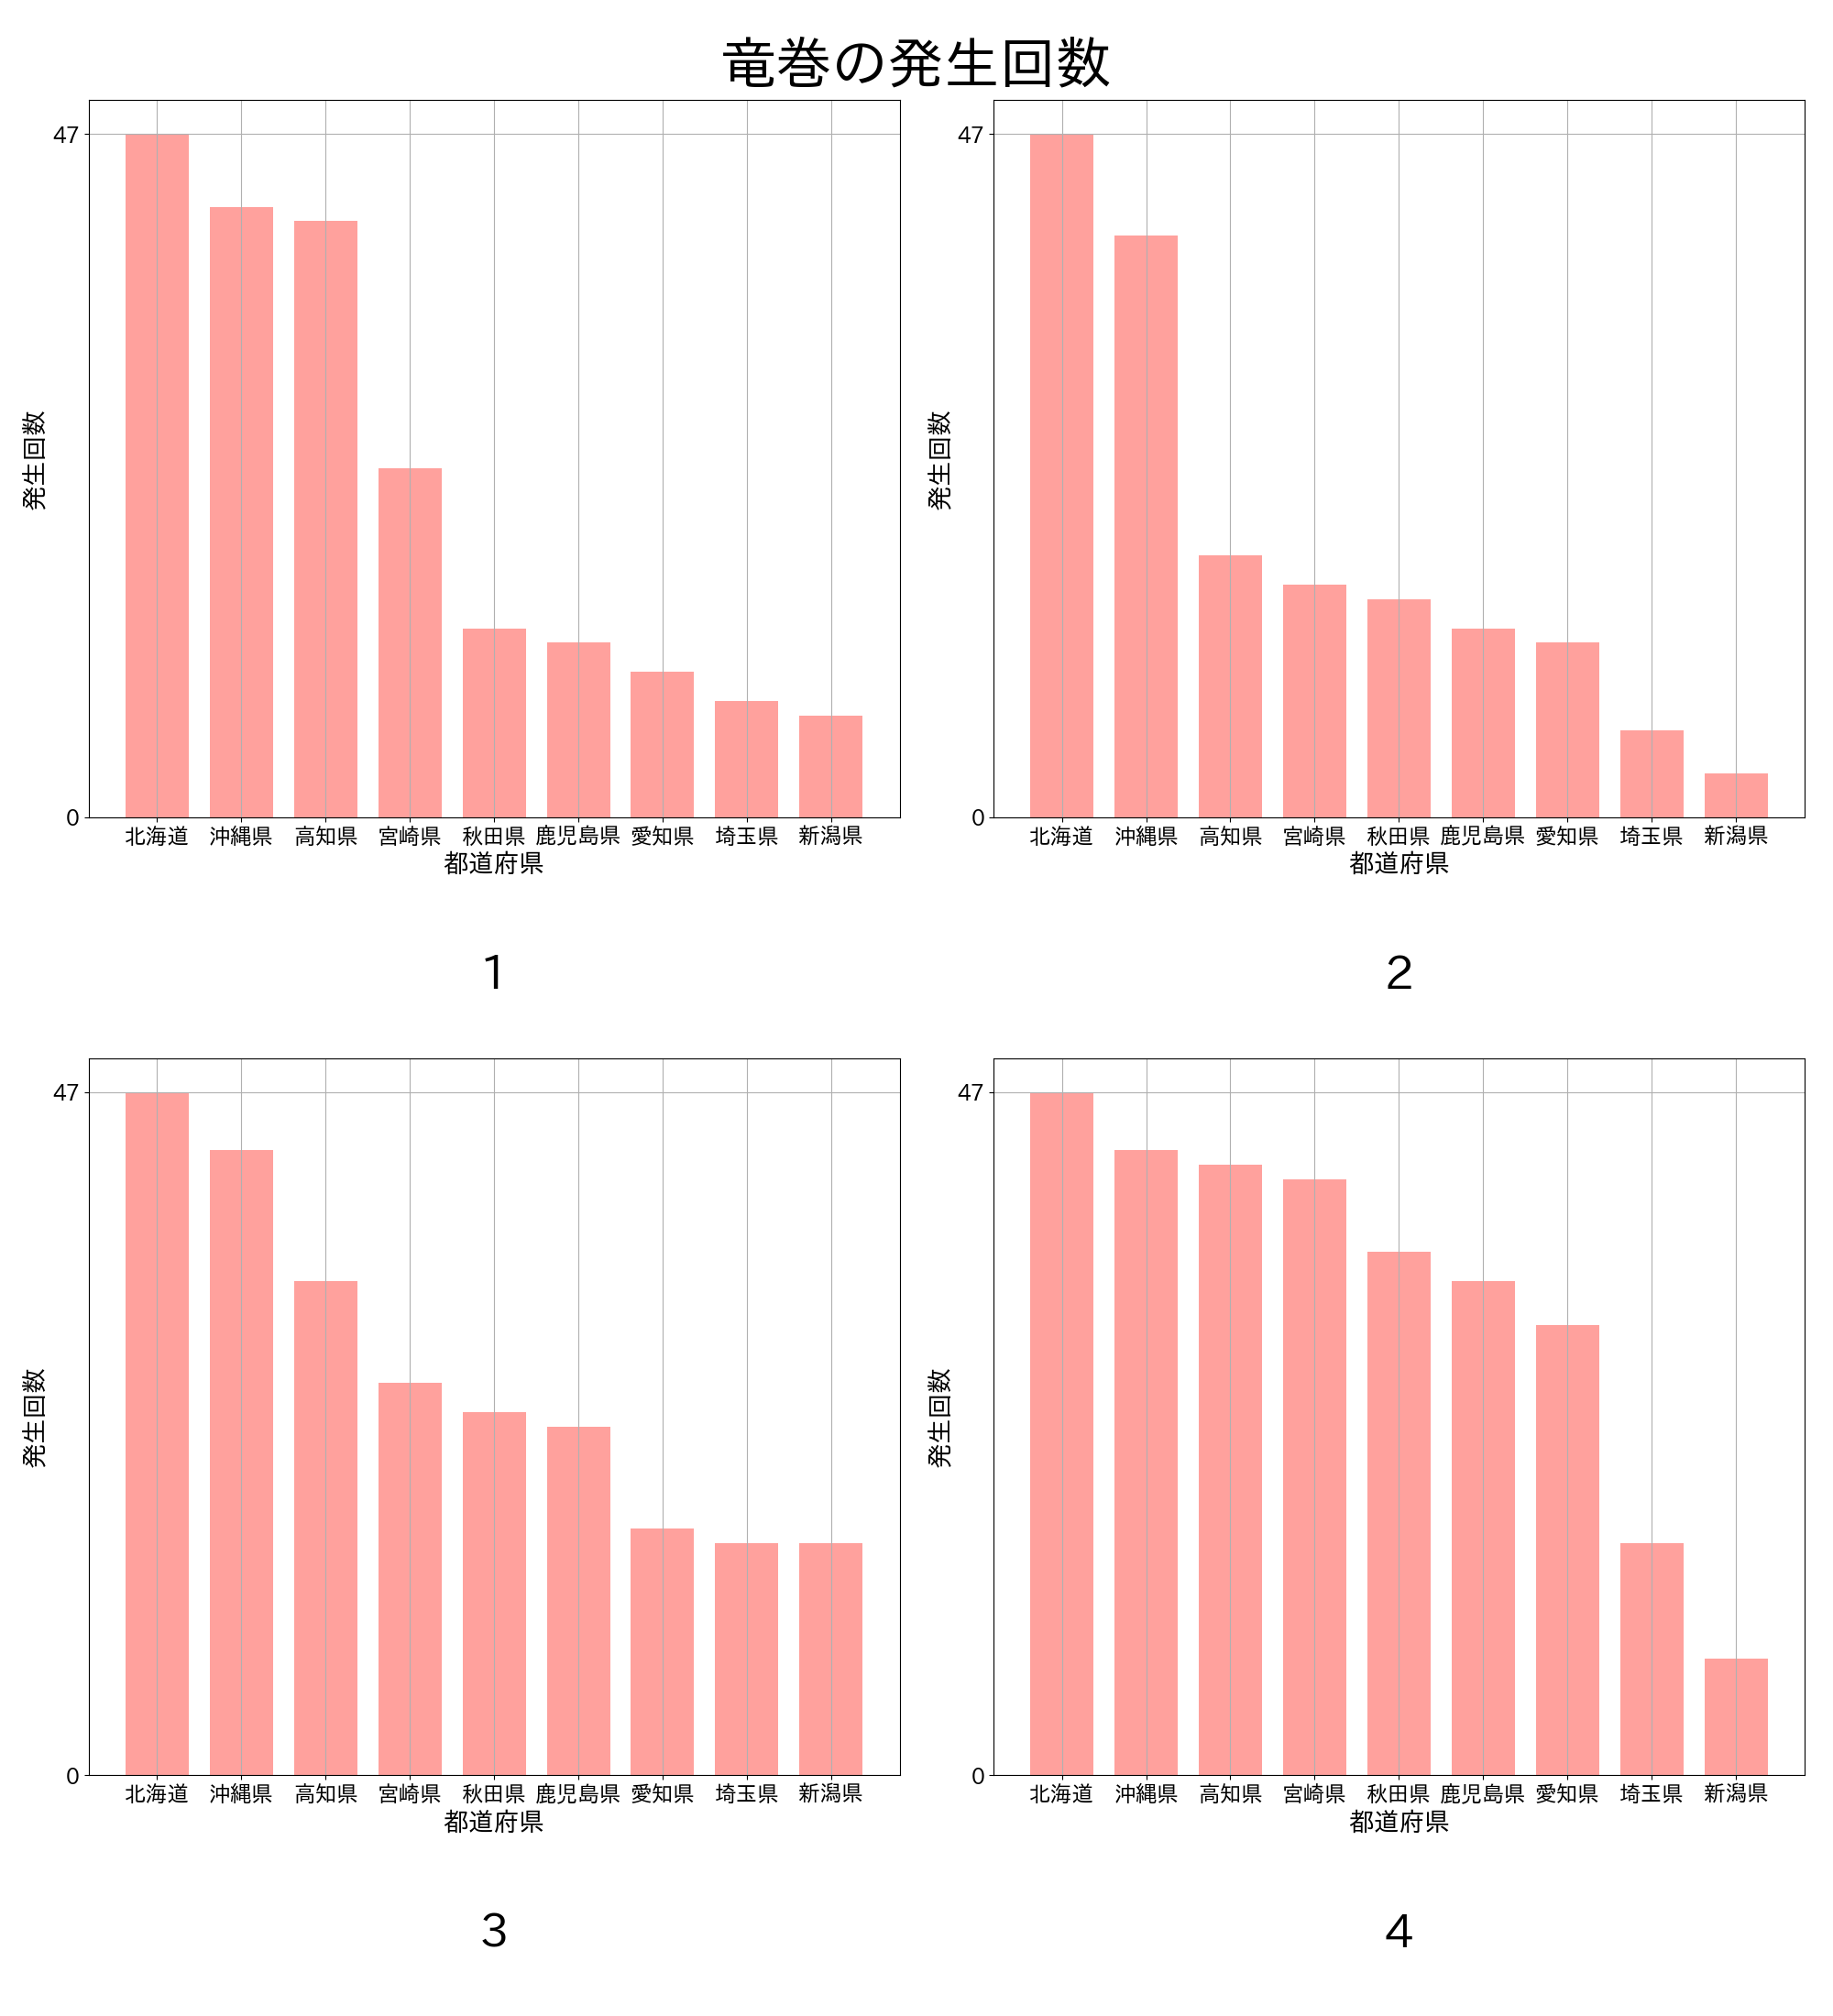 竜巻の発生回数
47
0
発生回数
北海道 沖縄県 高知県 宮崎県 秋田県 鹿児島県 愛知県 埼玉県 新潟県
都道府県
1
47
0
発生回数
北海道 沖縄県 高知県 宮崎県 秋田県 鹿児島県 愛知県 埼玉県 新潟県
都道府県
2
47
0
発生回数
北海道 沖縄県 高知県 宮崎県 秋田県 鹿児島県 愛知県 埼玉県 新潟県
都道府県
3
47
0
発生回数
北海道 沖縄県 高知県 宮崎県 秋田県 鹿児島県 愛知県 埼玉県 新潟県
都道府県
4